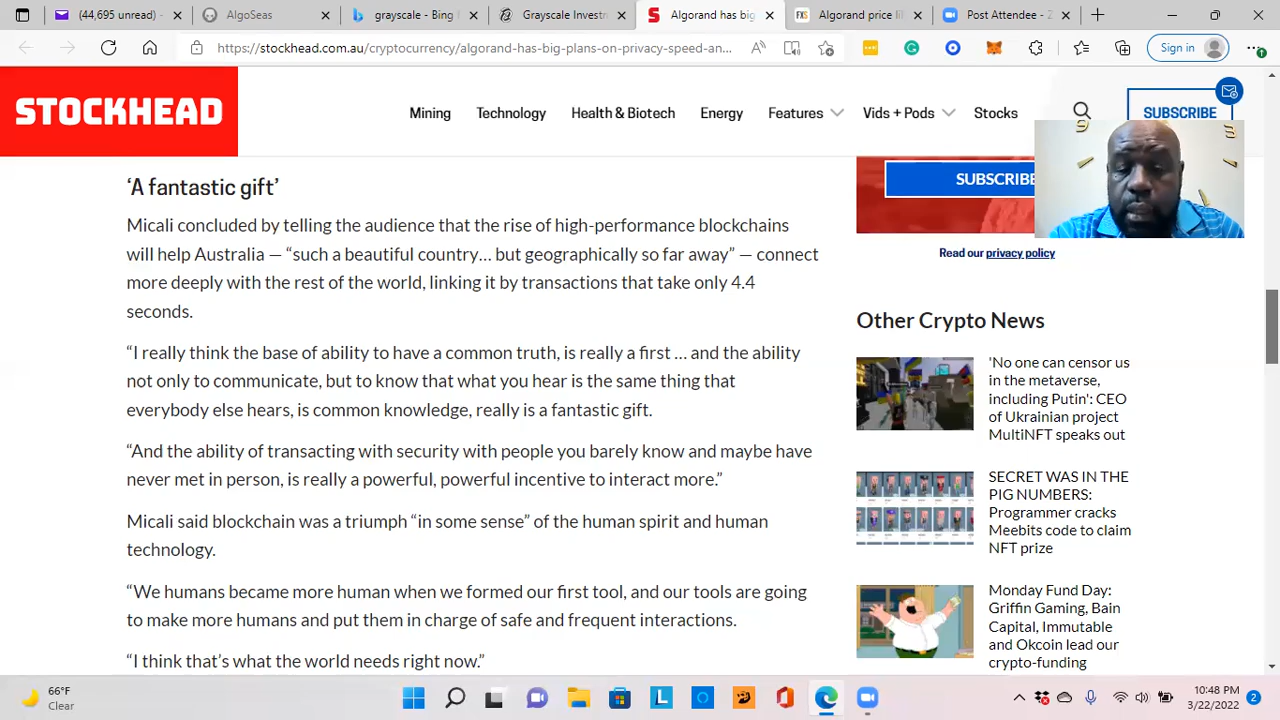 (44,695 unread) -
AlgoSeas
grayscale - Bing
Grayscale Investn
Algorand has big
Algorand price li
Post Attendee - Z
https://stockhead.com.au/cryptocurrency/algorand-has-big-plans-on-privacy-speed-an...
Sign in
STOCKHEAD
Mining
Technology
Health & Biotech
Energy
Features
Vids + Pods
Stocks
SUBSCRIBE
‘A fantastic gift’
Micali concluded by telling the audience that the rise of high-performance blockchains
will help Australia — “such a beautiful country… but geographically so far away” — connect
more deeply with the rest of the world, linking it by transactions that take only 4.4
seconds.
“I really think the base of ability to have a common truth, is really a first … and the ability
not only to communicate, but to know that what you hear is the same thing that
everybody else hears, is common knowledge, really is a fantastic gift.
“And the ability of transacting with security with people you barely know and maybe have
never met in person, is really a powerful, powerful incentive to interact more.”
Micali said blockchain was a triumph “in some sense” of the human spirit and human
technology.
“We humans became more human when we formed our first tool, and our tools are going
to make more humans and put them in charge of safe and frequent interactions.
“I think that’s what the world needs right now.”
SUBSCRIBE
Read our privacy policy
Other Crypto News
'No one can censor us
in the metaverse,
including Putin': CEO
of Ukrainian project
MultiNFT speaks out
SECRET WAS IN THE
PIG NUMBERS:
Programmer cracks
Meebits code to claim
NFT prize
Monday Fund Day:
Griffin Gaming, Bain
Capital, Immutable
and Okcoin lead our
crypto-funding
66°F
Clear
10:48 PM
3/22/2022
2